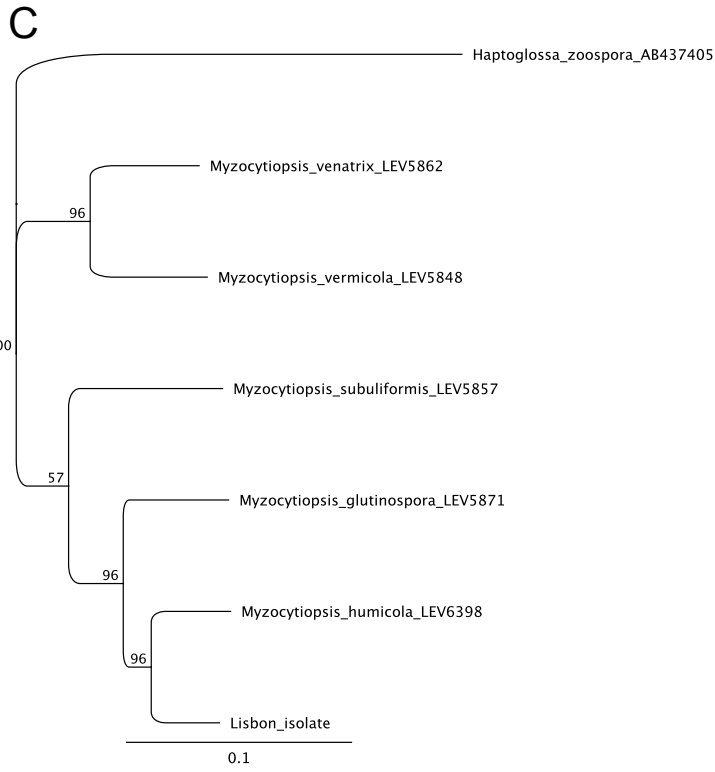 C
Haptoglossa_zoospora_AB437405
Myzocytiopsis_venatrix_LEV5862
96
Myzocytiopsis_vermicola_LEV5848
00
Myzocytiopsis_subuliformis_LEV5857
57
Myzocytiopsis_glutinospora_LEV5871
96
Myzocytiopsis_humicola_LEV6398
96
Lisbon_isolate
0.1